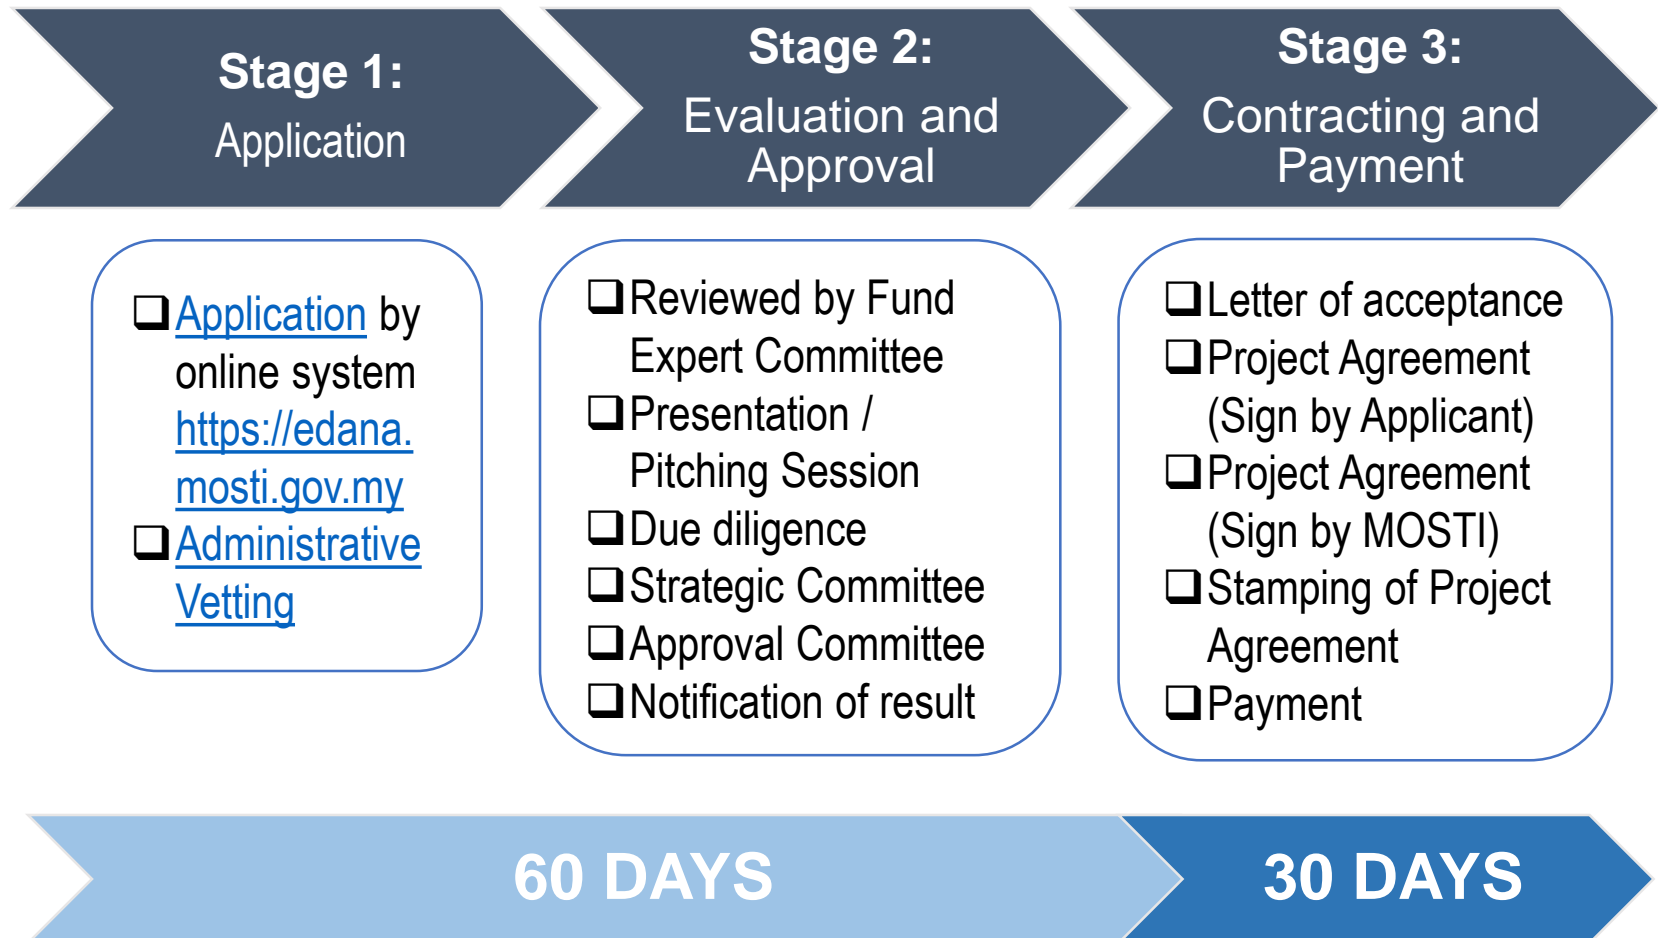 Stage 1:
Application
Stage 2:
Evaluation and
Approval
Stage 3:
Contracting and
Payment
Application by
online system
https://edana.
mosti.gov.my
Administrative
Vetting
Reviewed by Fund
Expert Committee
Presentation /
Pitching Session
Due diligence
Strategic Committee
Approval Committee
Notification of result
Letter of acceptance
Project Agreement
(Sign by Applicant)
Project Agreement
(Sign by MOSTI)
Stamping of Project
Agreement
Payment
60 DAYS
30 DAYS